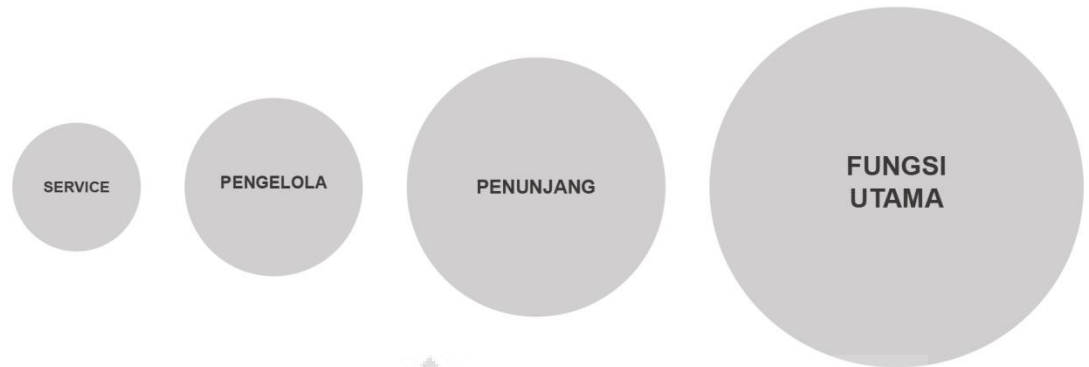 SERVICE
PENGELOLA
PENUNJANG
FUNGSI
UTAMA